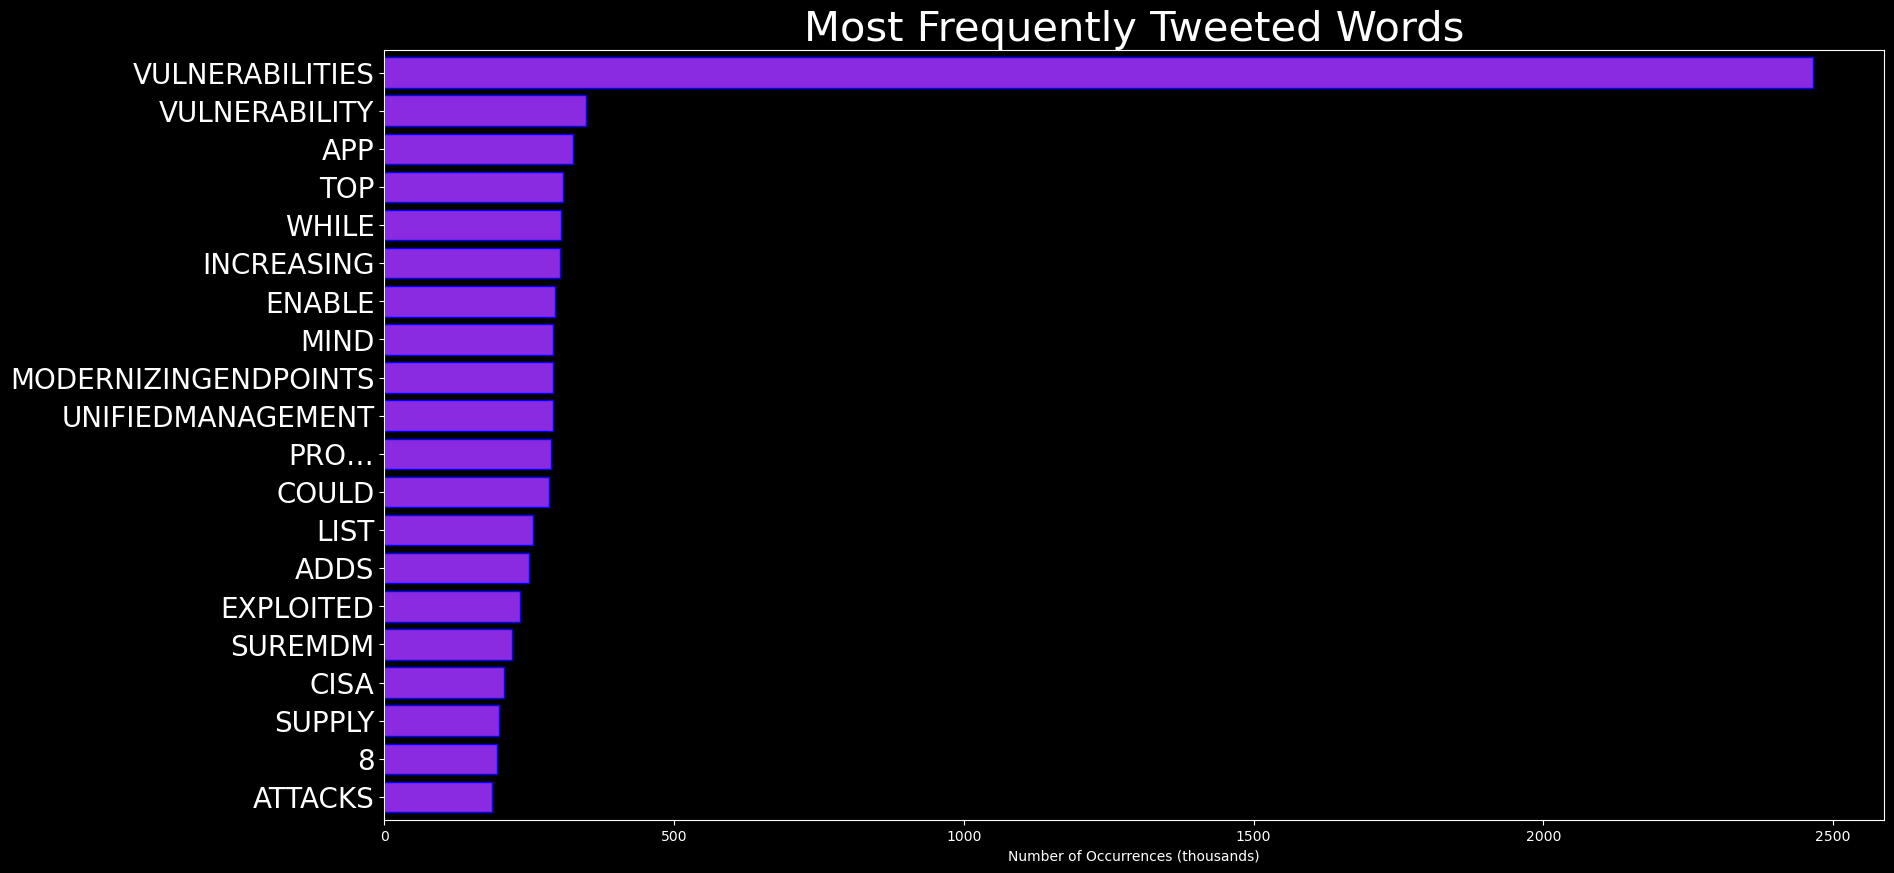 Most Frequently Tweeted Words
VULNERABILITIES
VULNERABILITY
APP
TOP
WHILE
INCREASING
ENABLE
MIND
MODERNIZINGENDPOINTS
UNIFIEDMANAGEMENT
PRO…
COULD
LIST
ADDS
EXPLOITED
SUREMDM
CISA
SUPPLY
8
ATTACKS
0 500 1000 1500 2000 2500
Number of Occurrences (thousands)